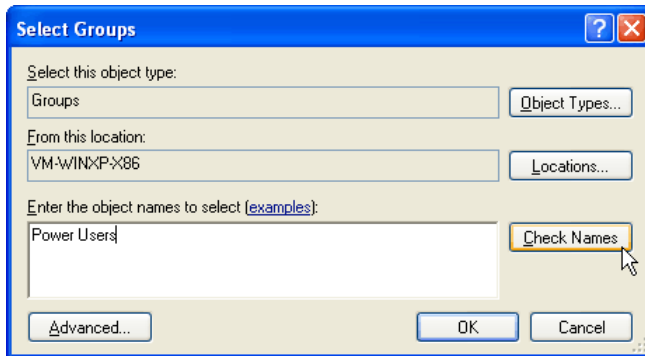 Select Groups
Select this object type:
Groups
Object Types...
From this location:
VM-WINXP-X86
Locations...
Enter the object names to select (examples):
Power Users
Check Names
Advanced...
OK
Cancel